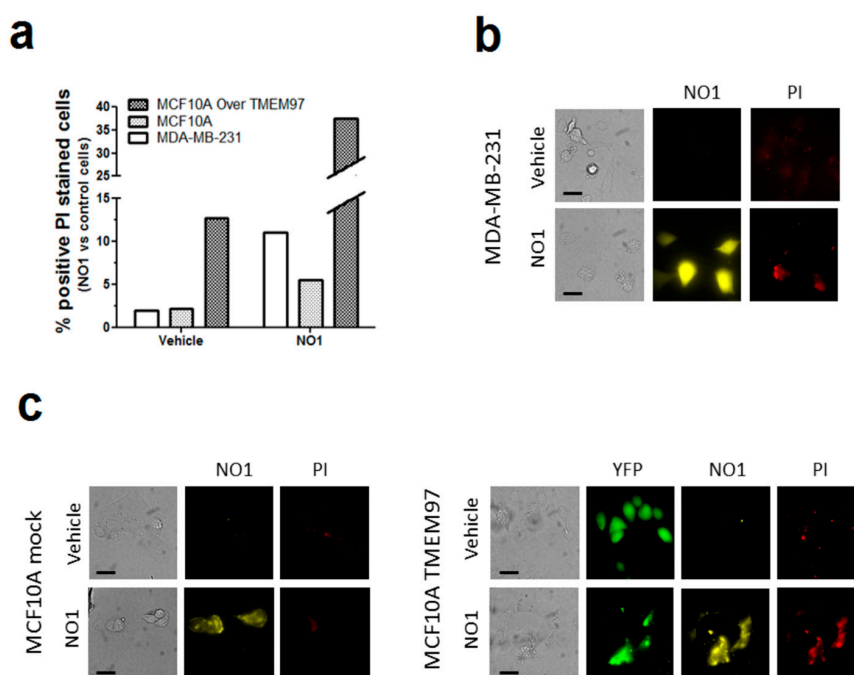 a
% positive PI stained cells
(NO1 vs control cells)
40
35
30
25
15
10
5
0
MCF10A Over TMEM97
MCF10A
MDA-MB-231
Vehicle
NO1
b
NO1
PI
MDA-MB-231
Vehicle
NO1
c
NO1
PI
MCF10A mock
Vehicle
NO1
YFP
NO1
PI
MCF10A TMEM97
Vehicle
NO1